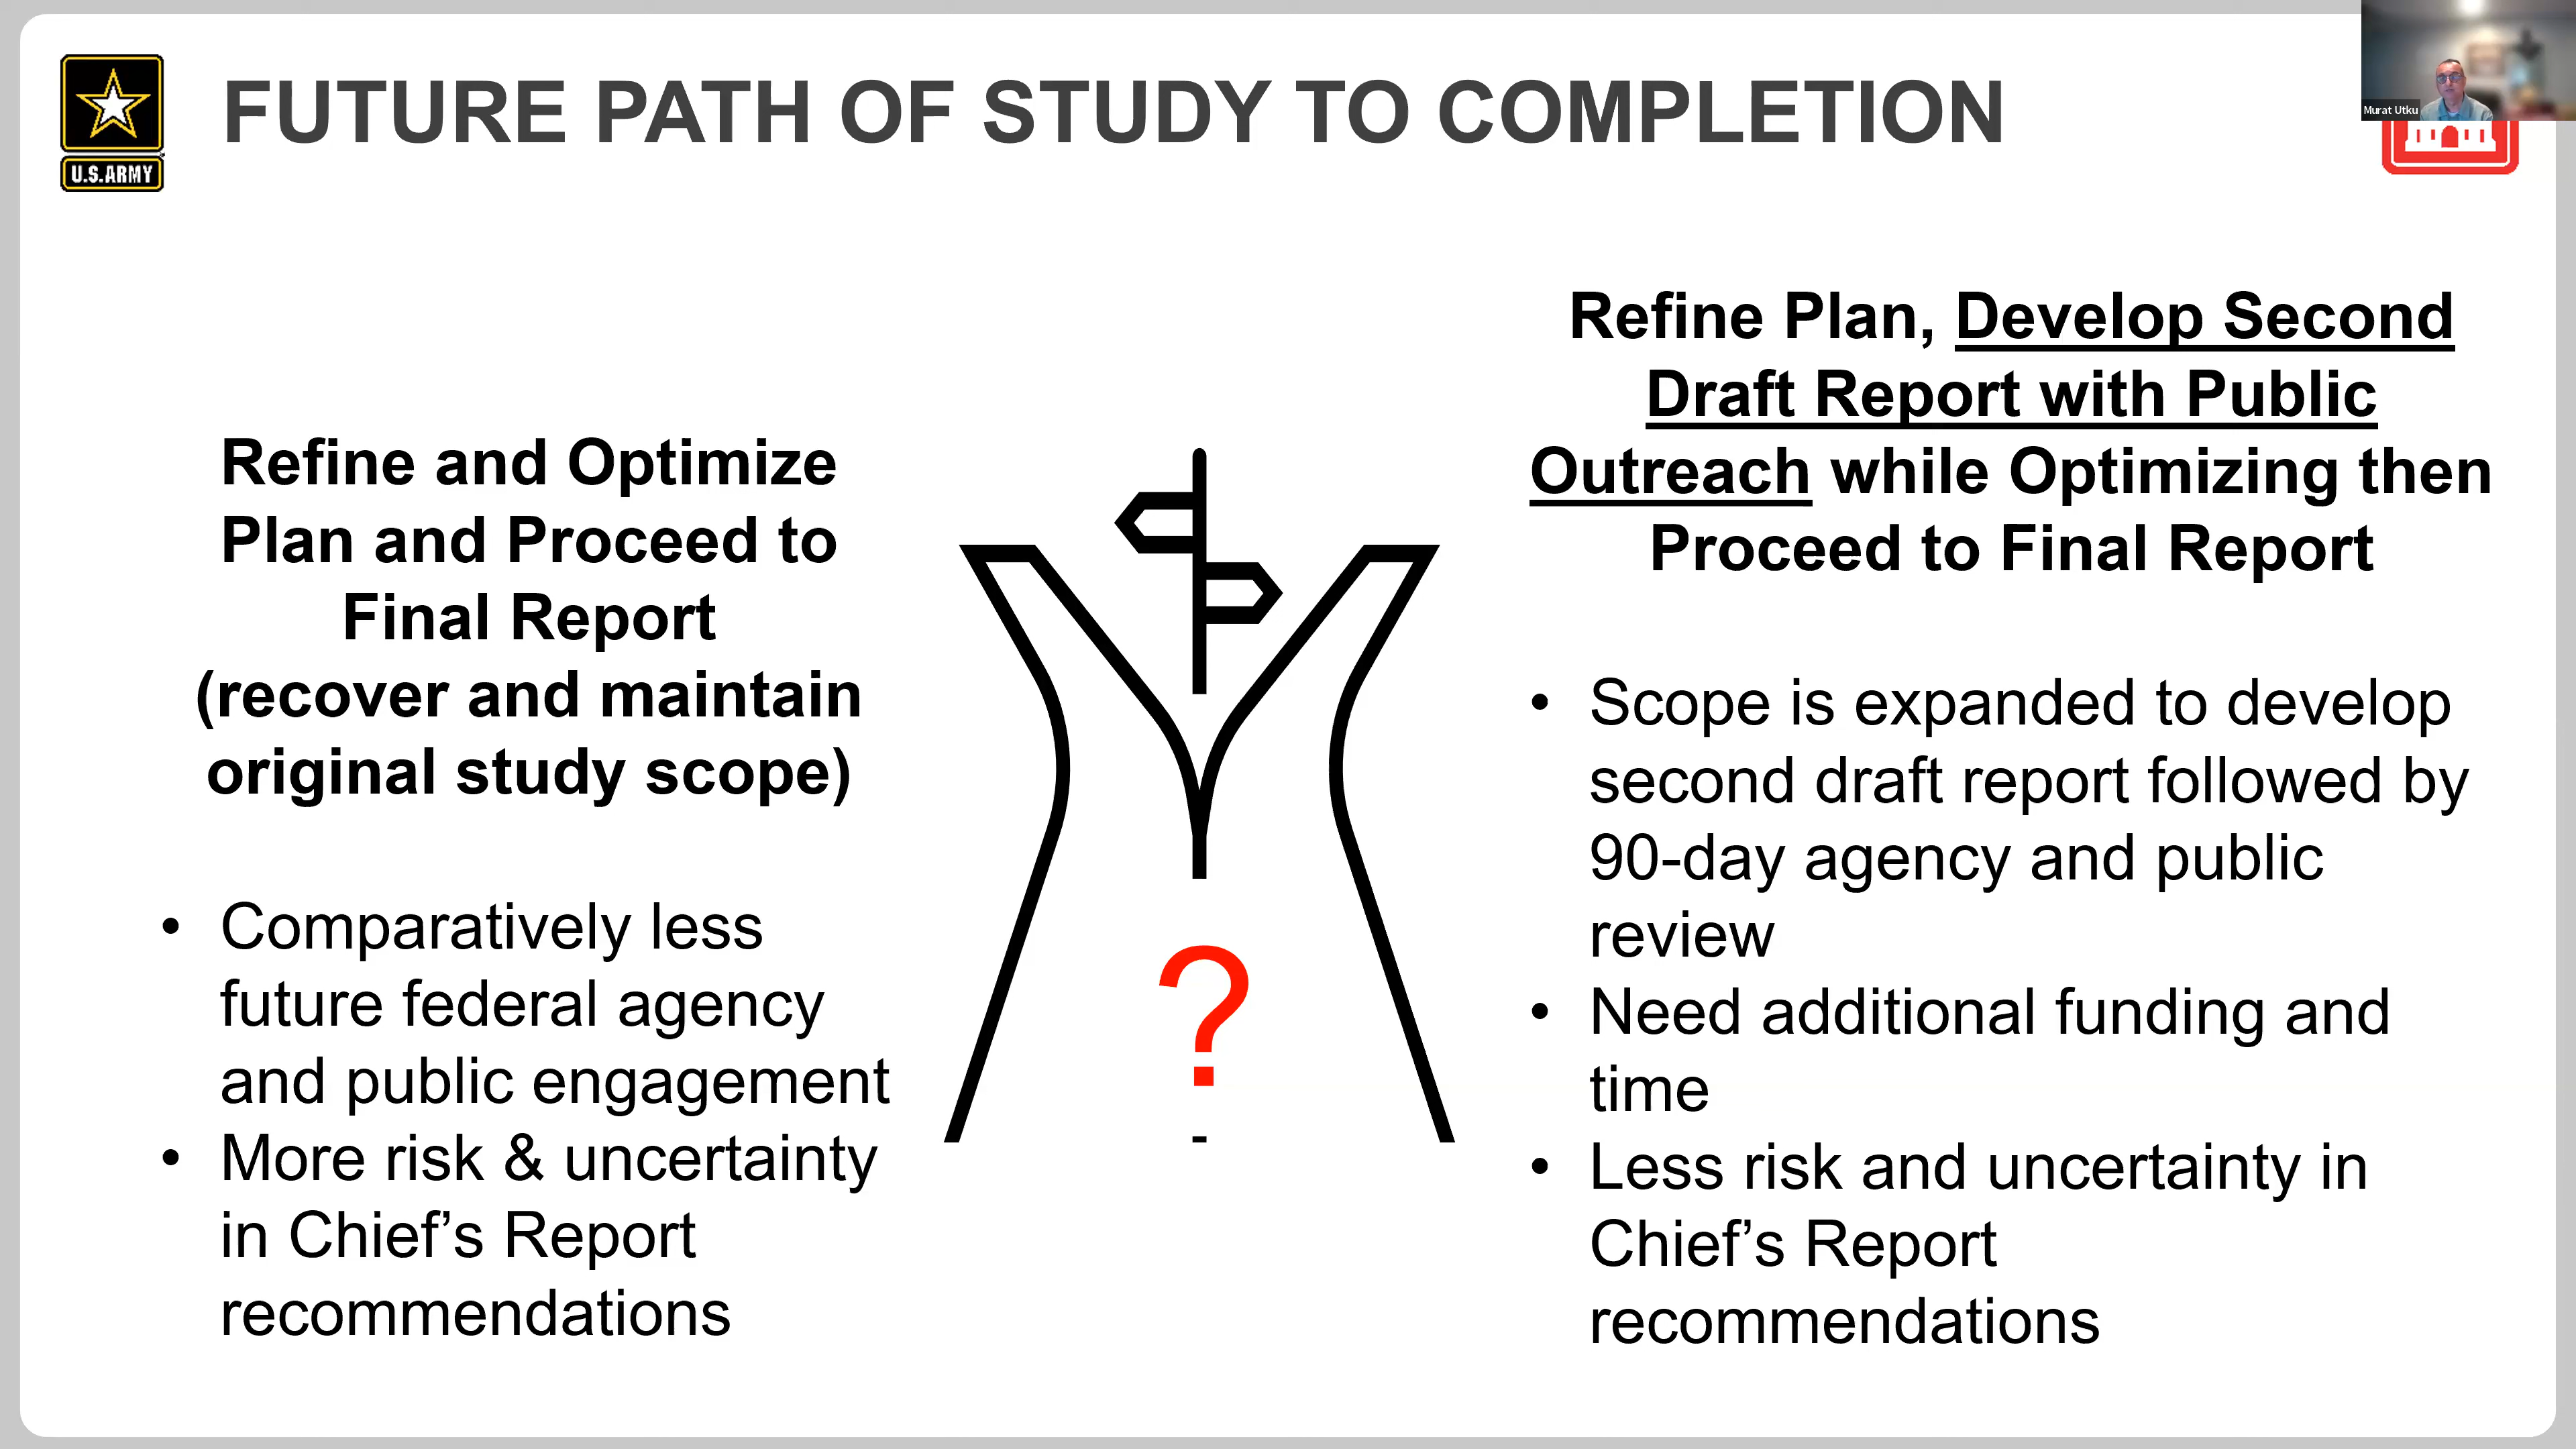 FUTURE PATH OF STUDY TO COMPLETION
U.S.ARMY
Murat Utku
Refine and Optimize
Plan and Proceed to
Final Report
(recover and maintain
original study scope)
• Comparatively less
future federal agency
and public engagement
• More risk & uncertainty
in Chief’s Report
recommendations
?
-
Refine Plan, Develop Second
Draft Report with Public
Outreach while Optimizing then
Proceed to Final Report
• Scope is expanded to develop
second draft report followed by
90-day agency and public
review
• Need additional funding and
time
• Less risk and uncertainty in
Chief’s Report
recommendations